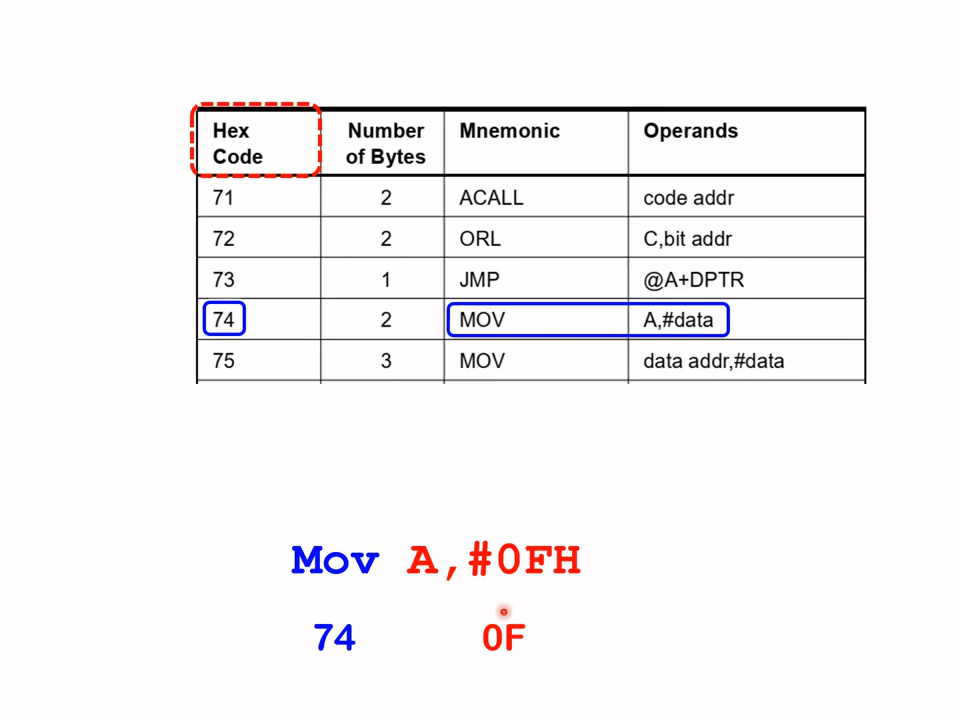 Hex Code Number of Bytes Mnemonic Operands
71 2 ACALL code addr
72 2 ORL C,bit addr
73 1 JMP @A+DPTR
74 2 MOV A,#data
75 3 MOV data addr,#data
Mov A,#0FH
74 0F